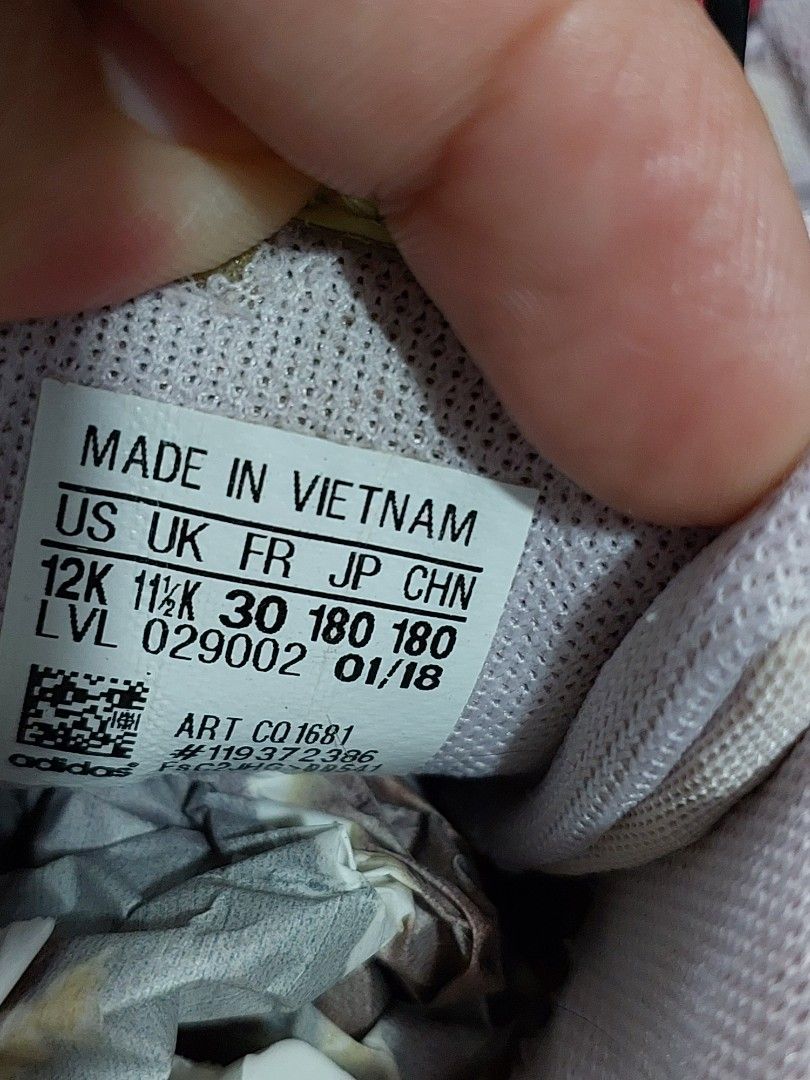 MADE IN VIETNAM
US UK FR JP CHN
12K 11½K 30 180 180
LVL 029002 01/18
ART CQ1681
#119372386
adidas®